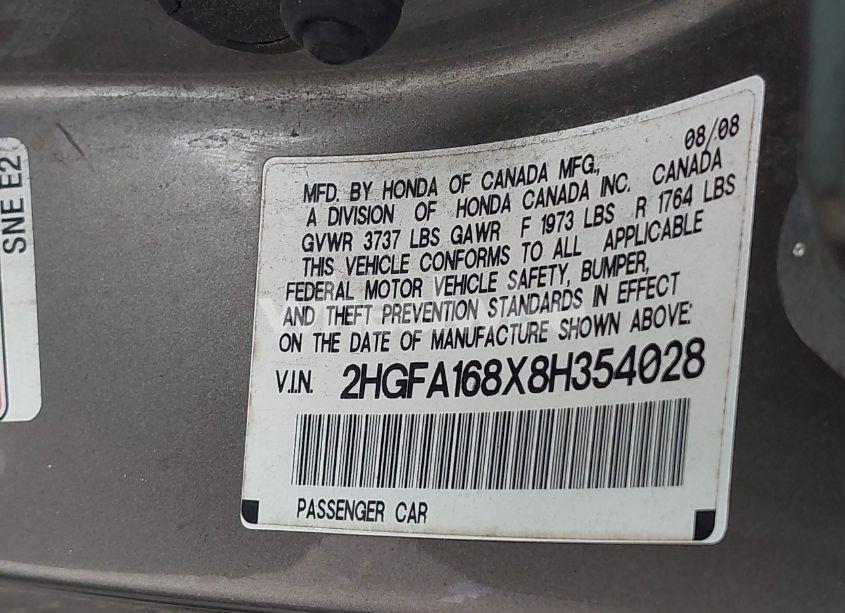 SNE E2
08/08
MFD. BY HONDA OF CANADA MFG.,
A DIVISION OF HONDA CANADA INC. CANADA
GVWR 3737 LBS GAWR F 1973 LBS R 1764 LBS
THIS VEHICLE CONFORMS TO ALL APPLICABLE
FEDERAL MOTOR VEHICLE SAFETY, BUMPER,
AND THEFT PREVENTION STANDARDS IN EFFECT
ON THE DATE OF MANUFACTURE SHOWN ABOVE:
V.I.N. 2HGFA168X8H354028
PASSENGER CAR